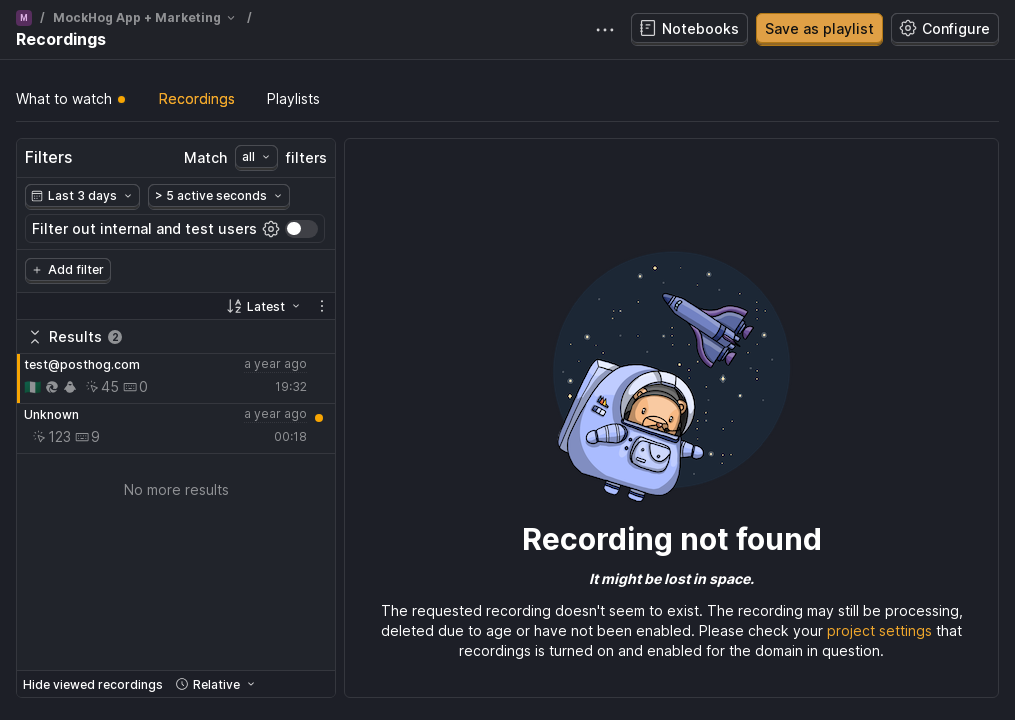 M / MockHog App + Marketing /
Recordings
Notebooks
Save as playlist
Configure
What to watch
Recordings
Playlists
Filters
Match all filters
Last 3 days
> 5 active seconds
Filter out internal and test users
+ Add filter
Latest
Results 2
test@posthog.com a year ago
45 0 19:32
Unknown a year ago
123 9 00:18
No more results
Hide viewed recordings
Relative
Recording not found
It might be lost in space.
The requested recording doesn't seem to exist. The recording may still be processing,
deleted due to age or have not been enabled. Please check your project settings that
recordings is turned on and enabled for the domain in question.